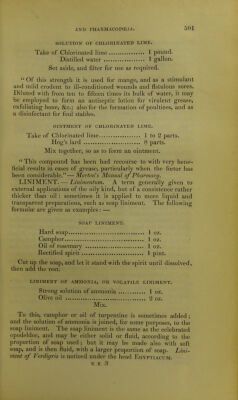 AND PHARMACOPŒIA. 501
SOLUTION OF CHLORINATED LIME.
Take of Chlorinated lime .................. 1 pound.
Distilled water .................. 1 gallon.
Set aside, and filter for use as required.
"Of this strength it is used for mange, and as a stimulant
and mild erodent to ill-conditioned wounds and fistulous sores.
Diluted with from ten to fifteen times its bulk of water, it may
be employed to form an antiseptic lotion for virulent grease,
exfoliating bones, &c.; also for the formation of poultices, and as
a disinfectant for foul stables.
OINTMENT OF CHLORINATED LIME.
Take of Chlorinated lime .................. 1 to 2 parts.
Hog's lard .................. 8 parts.
Mix together, so as to form an ointment.
"This compound has been had recourse to with very bene-
ficial results in cases of grease, particularly when the foetor has
been considerable."—Morton's Manual of Pharmacy.
LINIMENT. — Linimentum. A term generally given to
external applications of the oily kind, but of a consistence rather
thicker than oil: sometimes it is applied to more liquid and
transparent preparations, such as soap liniment. The following
formulæ are given as examples: —
SOAP LINIMENT.
Hard soap .................. 1 oz.
Camphor .................. 1 oz.
Oil of rosemary .................. 1 oz.
Rectified spirit .................. 1 pint.
Cut up the soap, and let it stand with the spirit until dissolved,
then add the rest.
LINIMENT OF AMMONIA, OR VOLATILE LINIMENT.
Strong solution of ammonia ............ 1 oz.
Olive oil .................. 2 oz.
Mix.
To this, camphor or oil of turpentine is sometimes added;
and the solution of ammonia is joined, for some purposes, to the
soap liniment. The soap liniment is the same as the celebrated
opodeldoc, and may be either solid or fluid, according to the
proportion of soap used; but it may be made also with soft
soap, and is then fluid, with a larger proportion of soap. Lini-
ment of Verdigris is noticed under the head EGYPTIACUM.